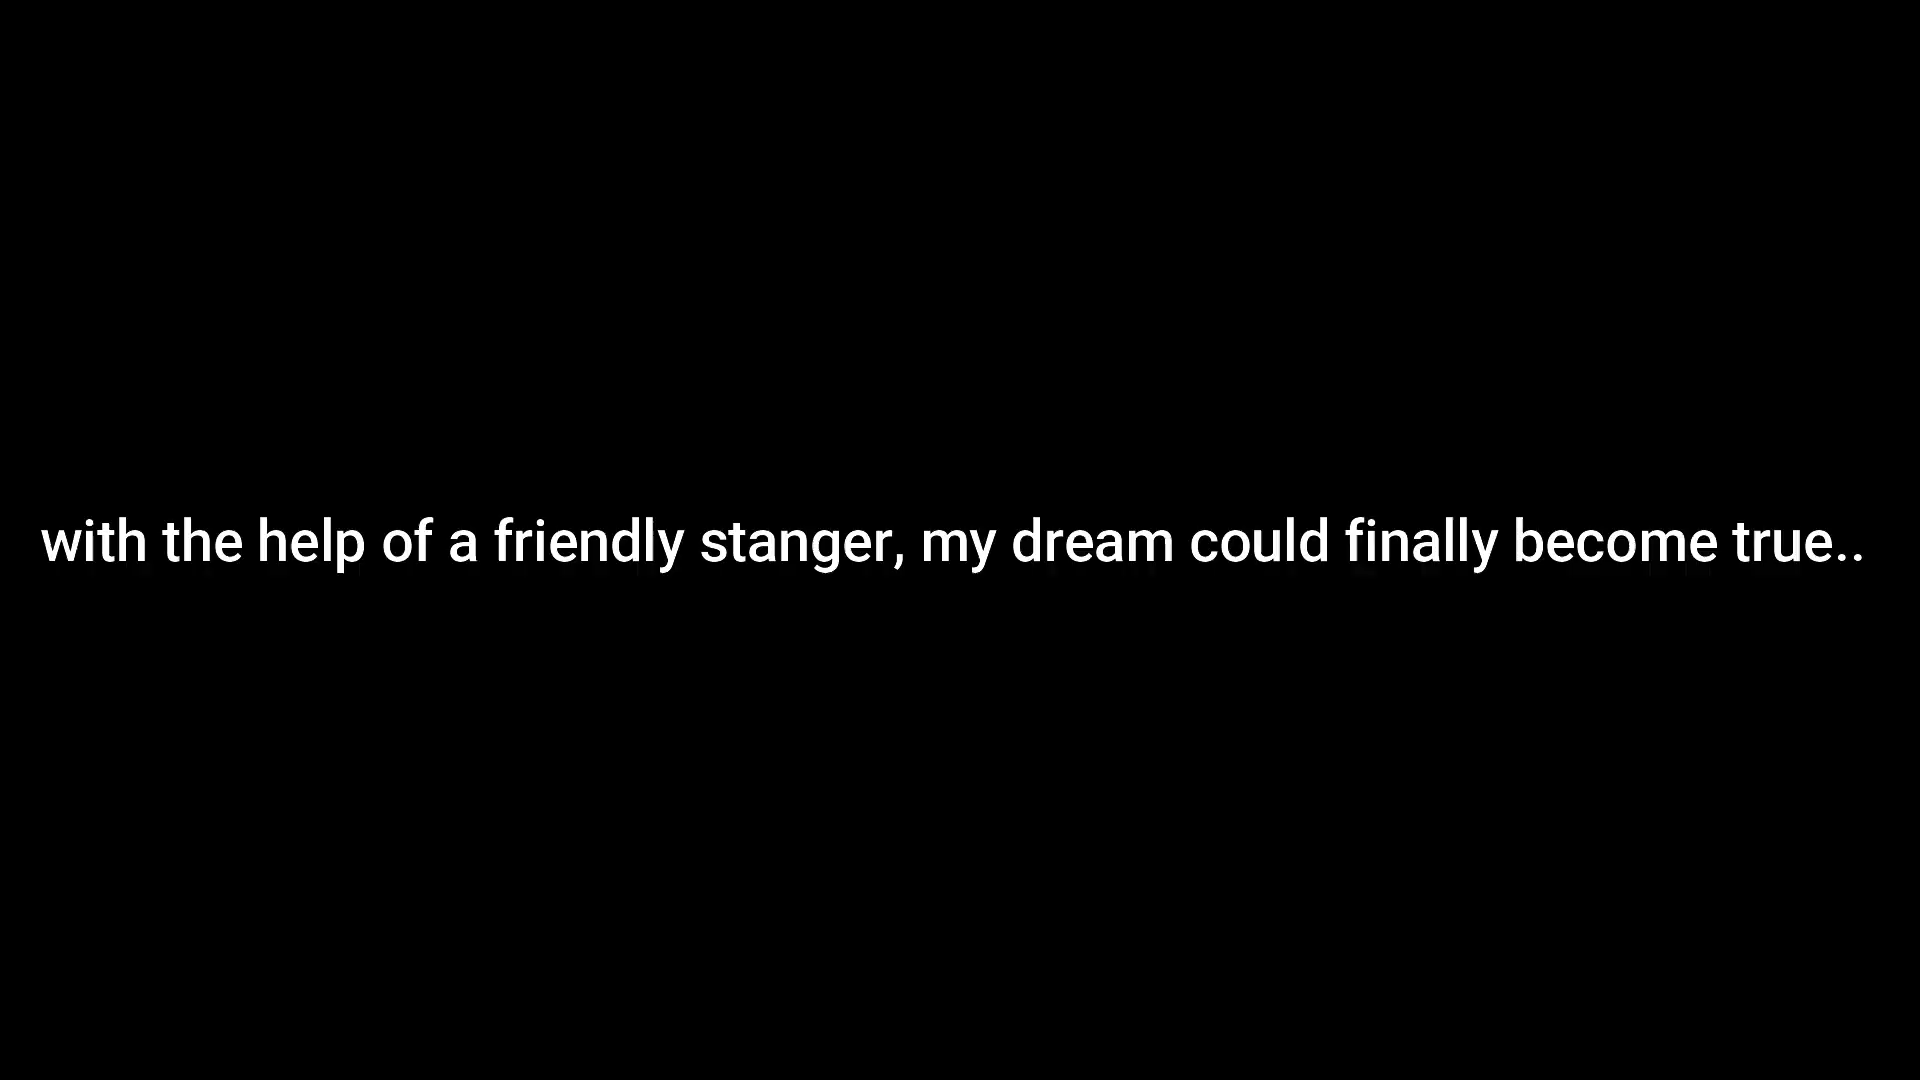 with the help of a friendly stanger, my dream could finally become true..